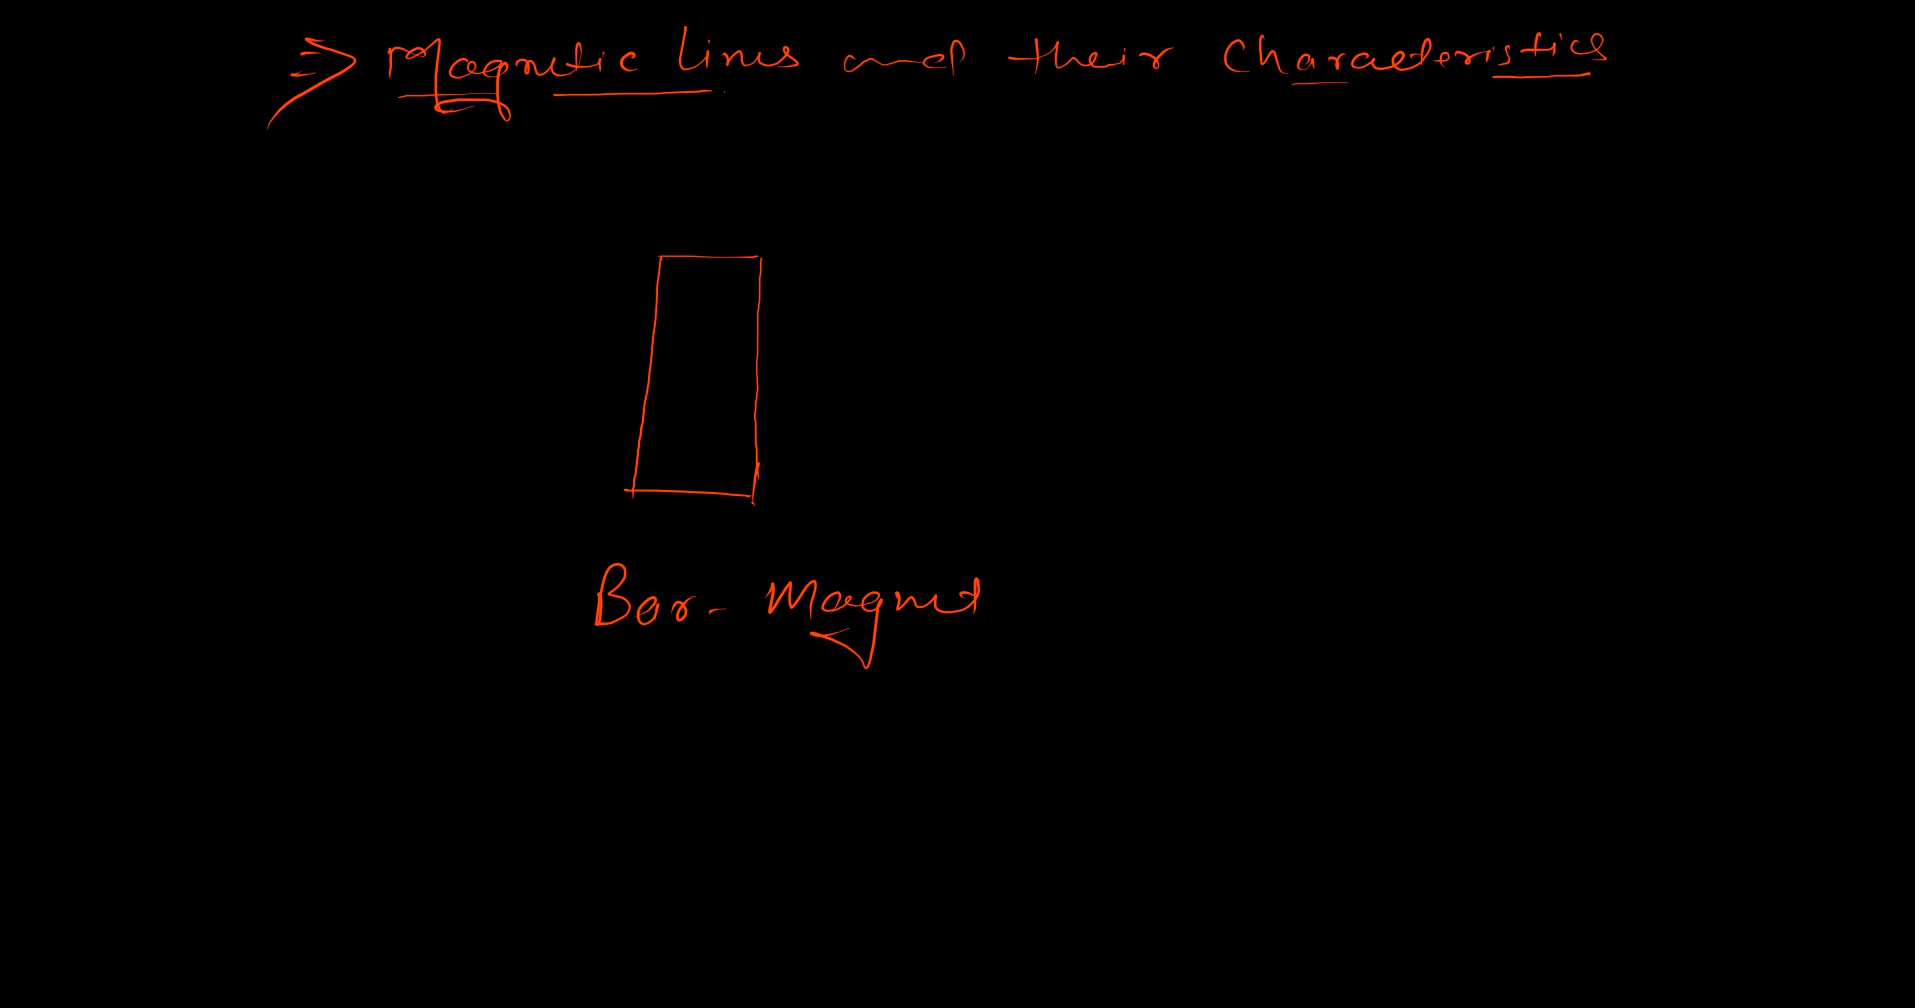 ⇒ Magnetic Lines and their Characteristics
Bar - Magnet